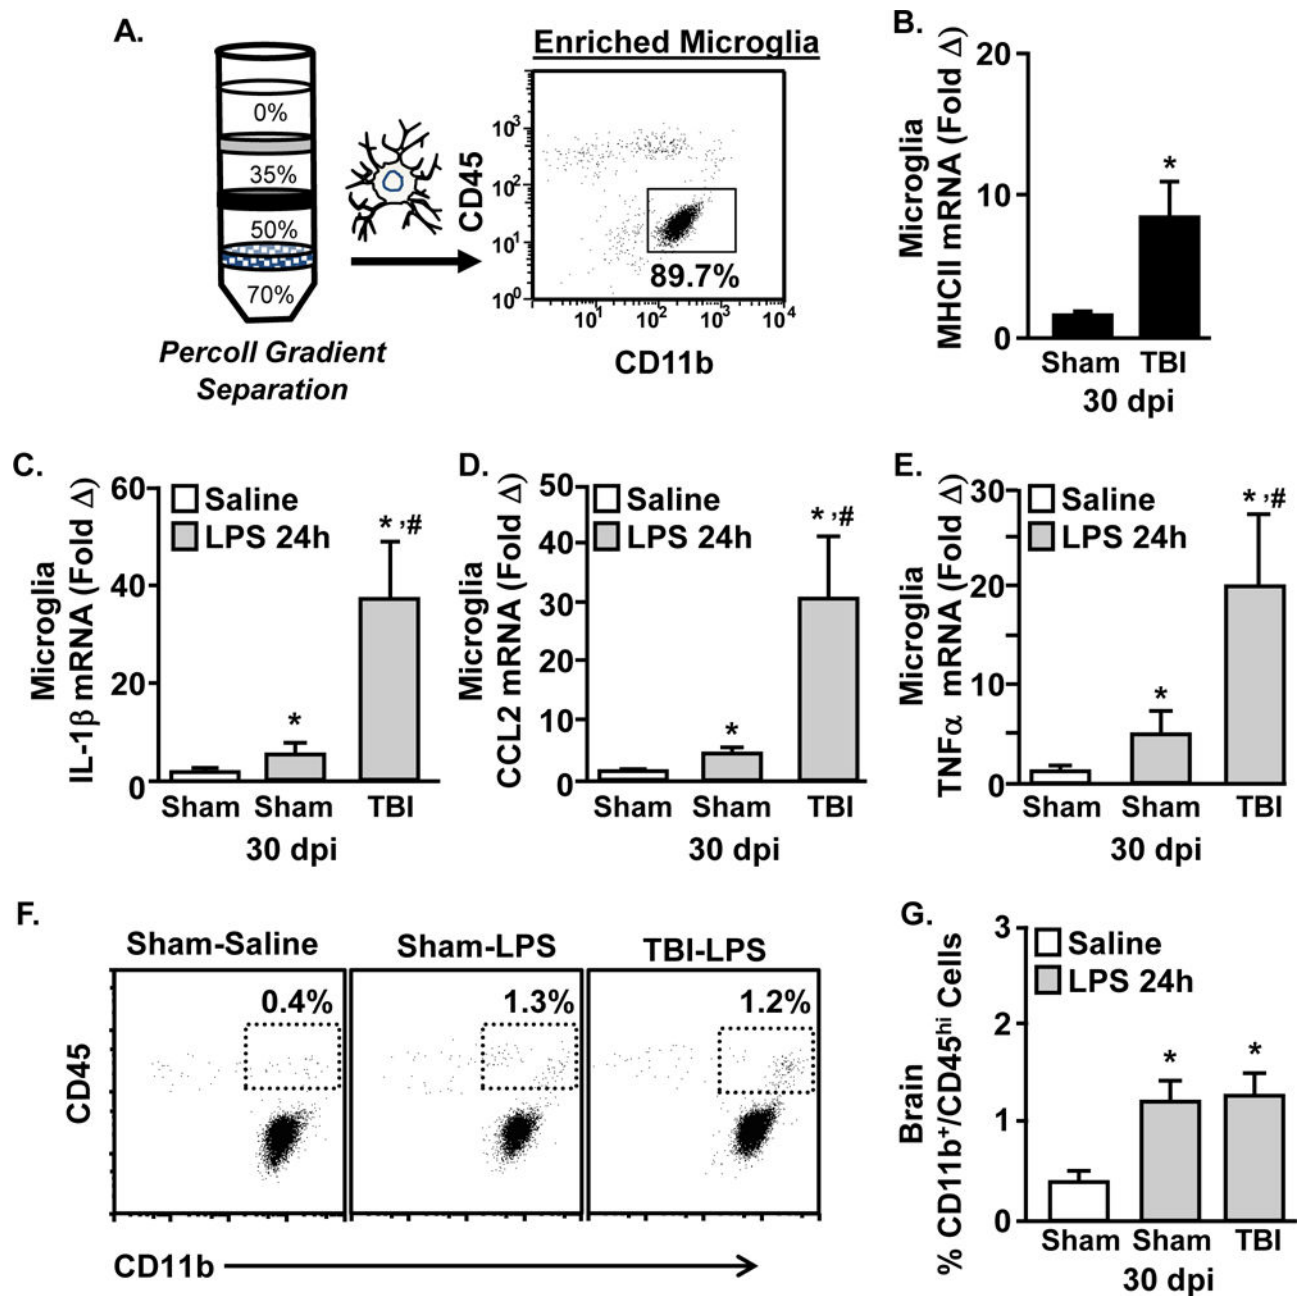 A.
0%
35%
50%
70%
Percoll Gradient
Separation
Enriched Microglia
CD45
10³
10²
10¹
10⁰
89.7%
10¹ 10² 10³ 10⁴
CD11b
B.
Microglia
MHCII mRNA (Fold Δ)
20
10
0
*
Sham TBI
30 dpi
C.
Microglia
IL-1β mRNA (Fold Δ)
60
40
20
0
Saline
LPS 24h
*
*,#
Sham Sham TBI
30 dpi
D.
Microglia
CCL2 mRNA (Fold Δ)
50
40
30
20
10
0
Saline
LPS 24h
*
*,#
Sham Sham TBI
30 dpi
E.
Microglia
TNFα mRNA (Fold Δ)
30
20
10
0
Saline
LPS 24h
*
*,#
Sham Sham TBI
30 dpi
F.
Sham-Saline
Sham-LPS
TBI-LPS
0.4%
1.3%
1.2%
CD45
CD11b
G.
Brain
% CD11b⁺/CD45ʰⁱ Cells
3
2
1
0
Saline
LPS 24h
*
*
Sham Sham TBI
30 dpi